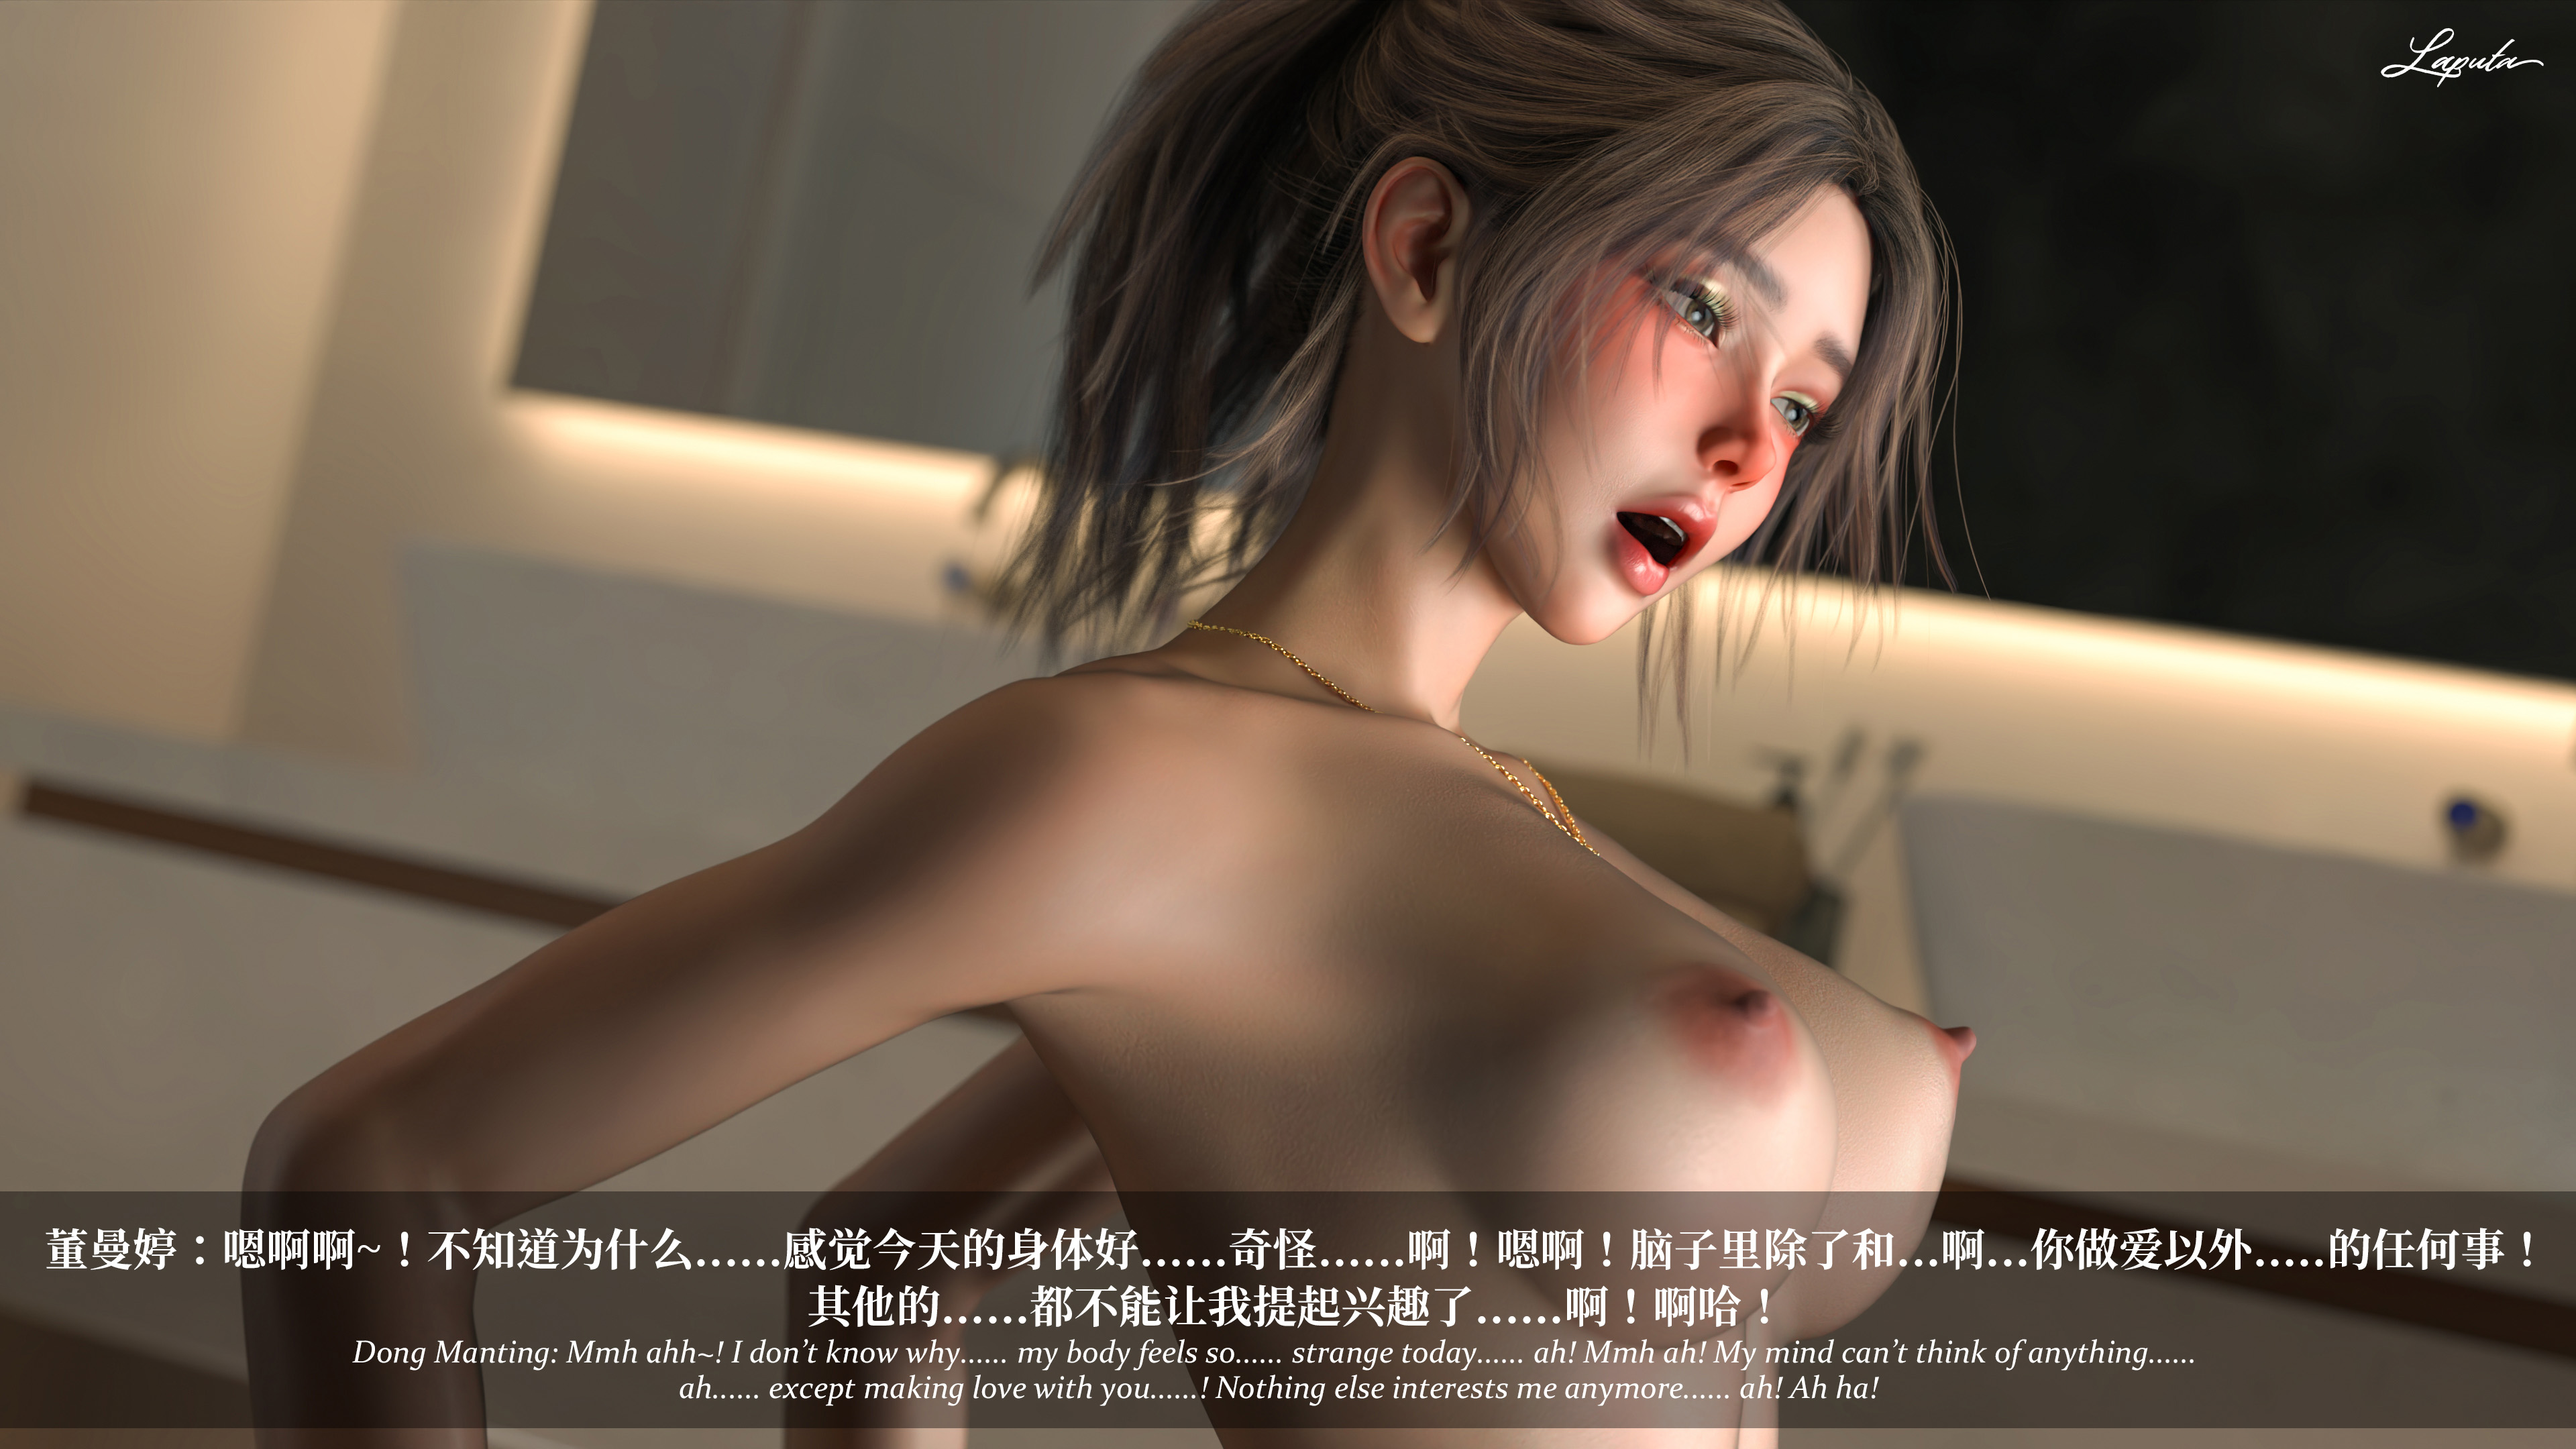 Laputa
董曼婷：嗯啊啊~！不知道为什么……感觉今天的身体好……奇怪……啊！嗯啊！脑子里除了和…啊…你做爱以外.....的任何事！
其他的……都不能让我提起兴趣了……啊！啊哈！
Dong Manting: Mmh ahh~! I don’t know why...... my body feels so...... strange today...... ah! Mmh ah! My mind can’t think of anything......
ah...... except making love with you......! Nothing else interests me anymore...... ah! Ah ha!